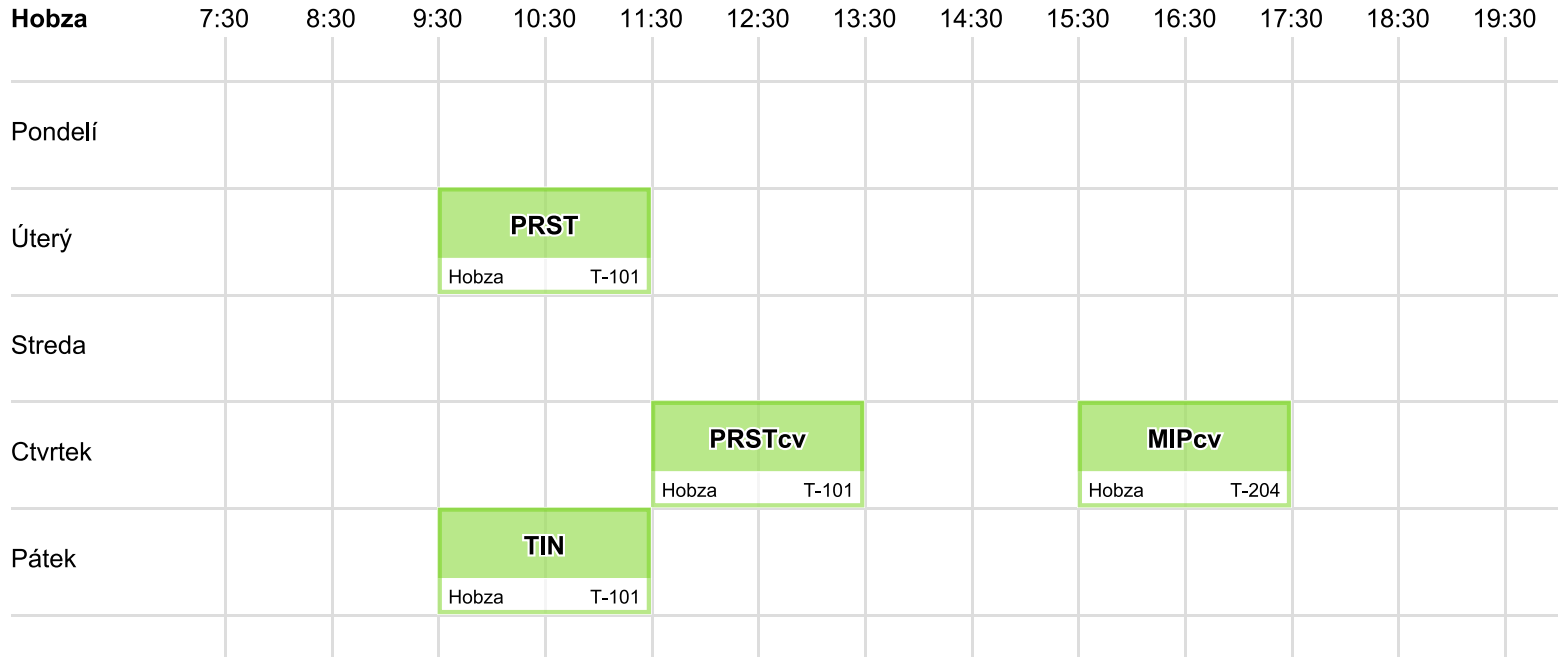 Hobza 7:30 8:30 9:30 10:30 11:30 12:30 13:30 14:30 15:30 16:30 17:30 18:30 19:30
Pondelí
Úterý
PRST
Hobza T-101
Streda
Ctvrtek
PRSTcv
Hobza T-101
MIPcv
Hobza T-204
Pátek
TIN
Hobza T-101